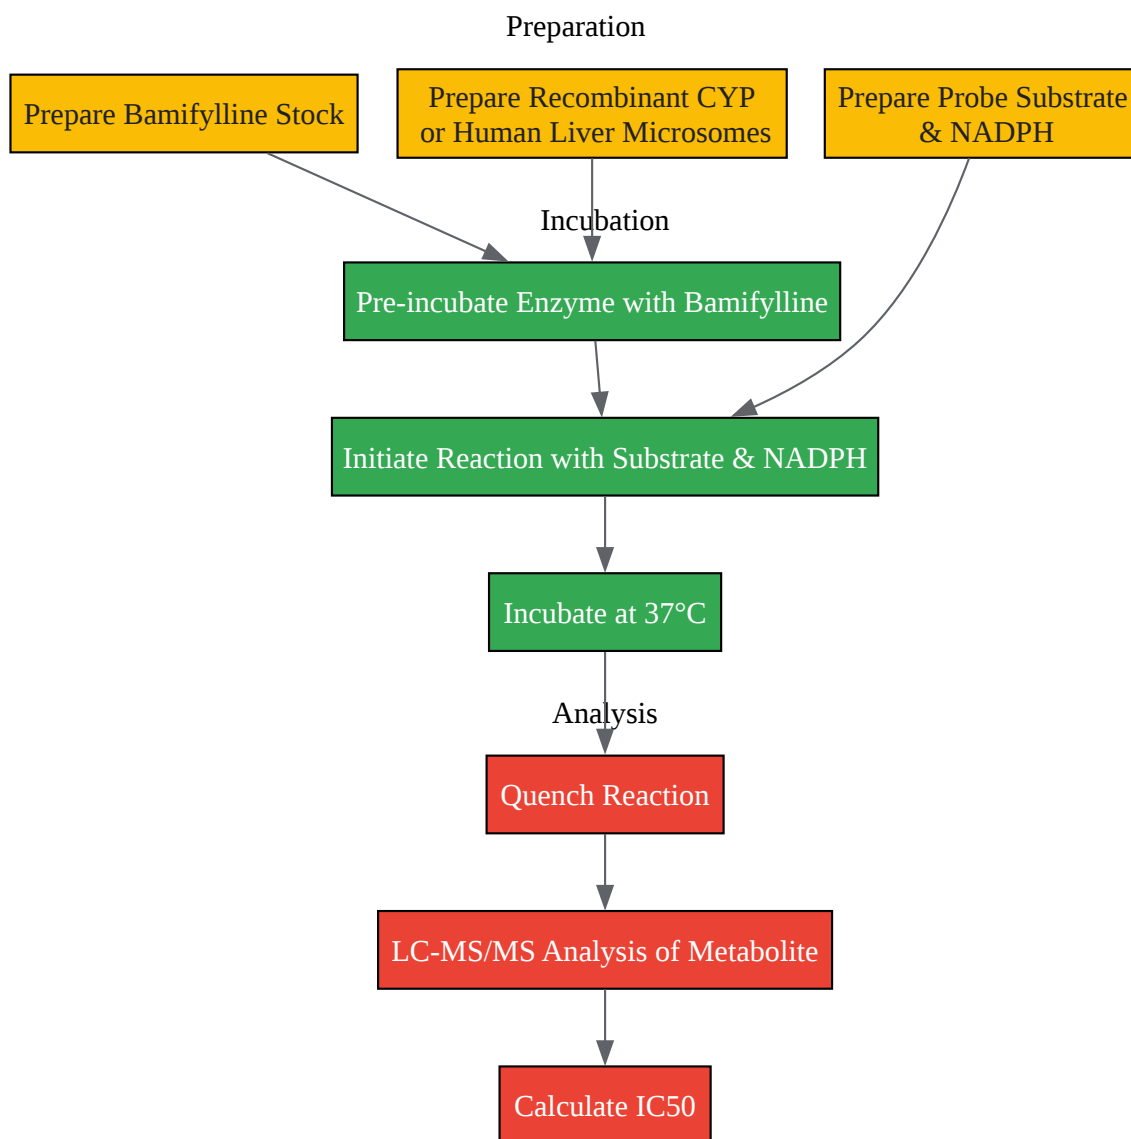 Preparation
Prepare Bamifylline Stock
Prepare Recombinant CYP
or Human Liver Microsomes
Prepare Probe Substrate
& NADPH
Incubation
Pre-incubate Enzyme with Bamifylline
Initiate Reaction with Substrate & NADPH
Incubate at 37°C
Analysis
Quench Reaction
LC-MS/MS Analysis of Metabolite
Calculate IC50